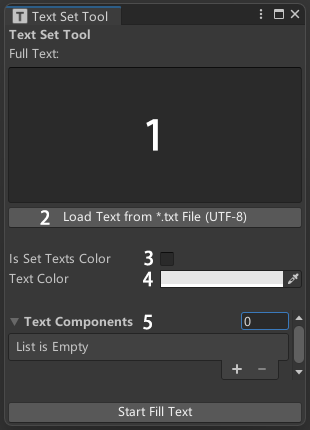 T Text Set Tool
Text Set Tool
Full Text:
1
2 Load Text from *.txt File (UTF-8)
Is Set Texts Color 3
Text Color 4
Text Components 5 0
List is Empty
+ −
Start Fill Text